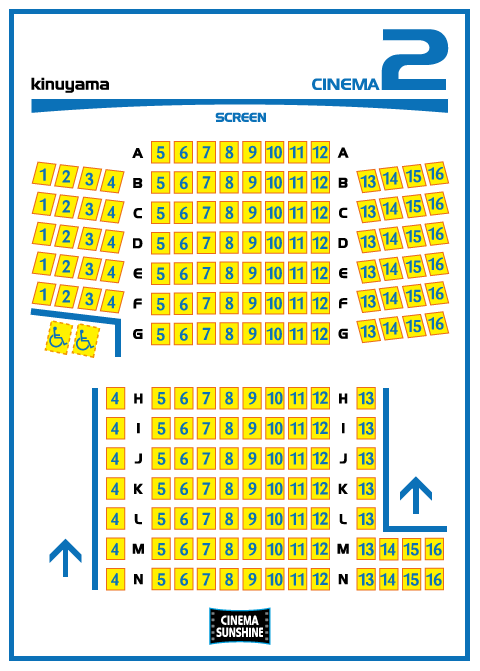 kinuyama
CINEMA 2
SCREEN
A 5 6 7 8 9 10 11 12 A
1 2 3 4 B 5 6 7 8 9 10 11 12 B 13 14 15 16
1 2 3 4 C 5 6 7 8 9 10 11 12 C 13 14 15 16
1 2 3 4 D 5 6 7 8 9 10 11 12 D 13 14 15 16
1 2 3 4 E 5 6 7 8 9 10 11 12 E 13 14 15 16
1 2 3 4 F 5 6 7 8 9 10 11 12 F 13 14 15 16
G 5 6 7 8 9 10 11 12 G 13 14 15 16
4 H 5 6 7 8 9 10 11 12 H 13
4 I 5 6 7 8 9 10 11 12 I 13
4 J 5 6 7 8 9 10 11 12 J 13
4 K 5 6 7 8 9 10 11 12 K 13
4 L 5 6 7 8 9 10 11 12 L 13
4 M 5 6 7 8 9 10 11 12 M 13 14 15 16
4 N 5 6 7 8 9 10 11 12 N 13 14 15 16
CINEMA
SUNSHINE